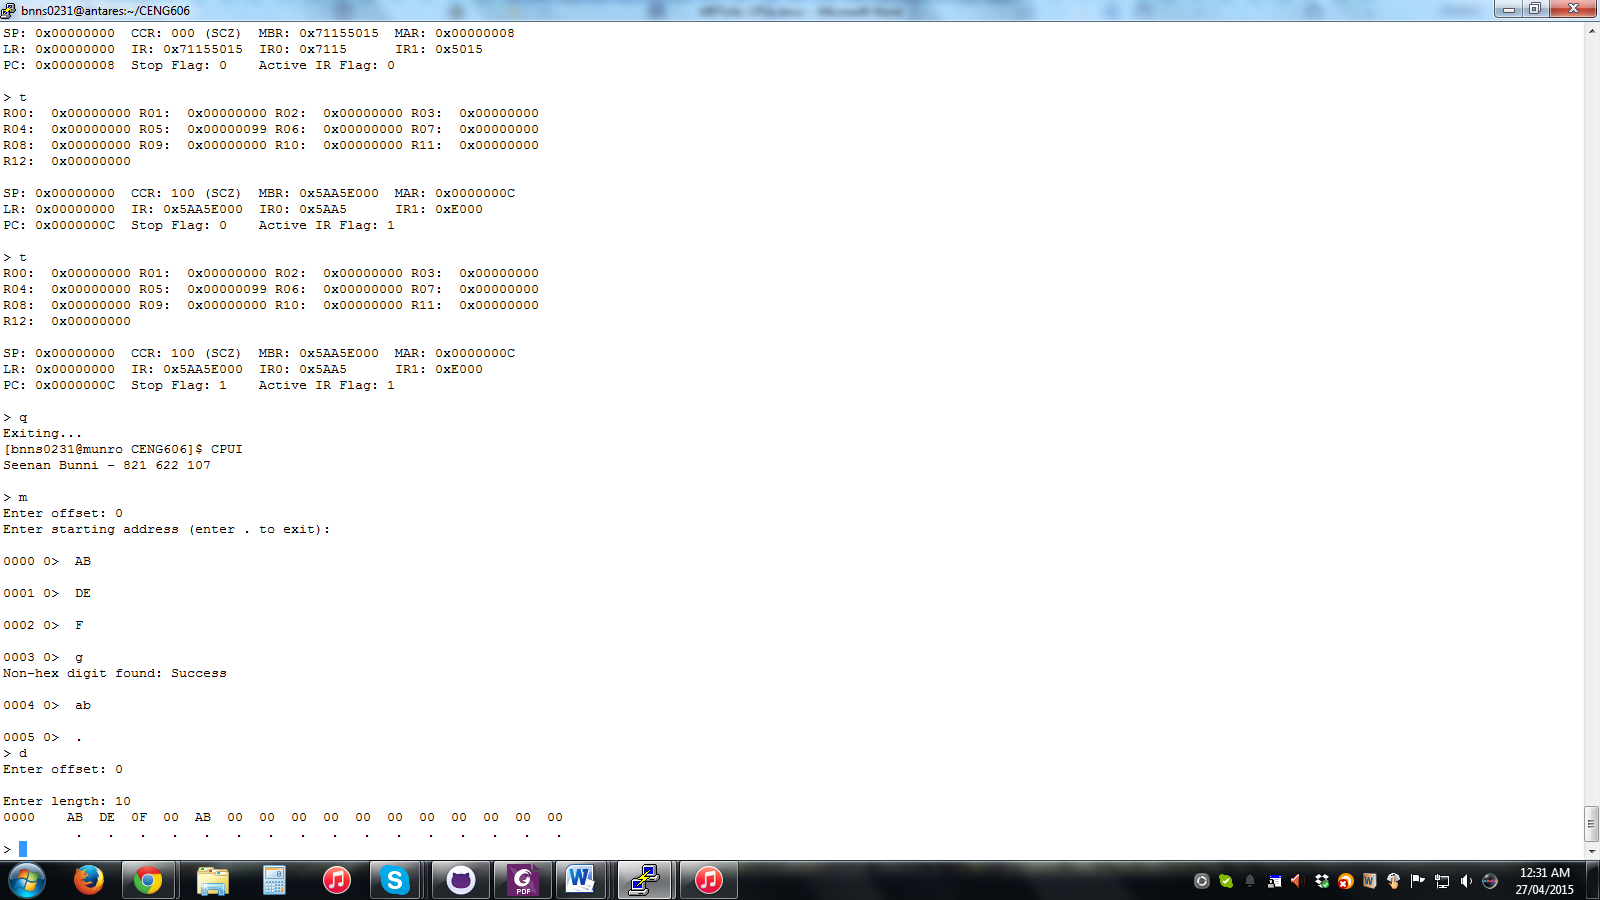 bnns0231@antares:~/CENG606
SP: 0x00000000  CCR: 000 (SCZ)  MBR: 0x71155015  MAR: 0x00000008
LR: 0x00000000  IR: 0x71155015  IR0: 0x7115      IR1: 0x5015
PC: 0x00000008  Stop Flag: 0    Active IR Flag: 0
> t
R00:  0x00000000 R01:  0x00000000 R02:  0x00000000 R03:  0x00000000
R04:  0x00000000 R05:  0x00000099 R06:  0x00000000 R07:  0x00000000
R08:  0x00000000 R09:  0x00000000 R10:  0x00000000 R11:  0x00000000
R12:  0x00000000
SP: 0x00000000  CCR: 100 (SCZ)  MBR: 0x5AA5E000  MAR: 0x0000000C
LR: 0x00000000  IR: 0x5AA5E000  IR0: 0x5AA5      IR1: 0xE000
PC: 0x0000000C  Stop Flag: 0    Active IR Flag: 1
> t
R00:  0x00000000 R01:  0x00000000 R02:  0x00000000 R03:  0x00000000
R04:  0x00000000 R05:  0x00000099 R06:  0x00000000 R07:  0x00000000
R08:  0x00000000 R09:  0x00000000 R10:  0x00000000 R11:  0x00000000
R12:  0x00000000
SP: 0x00000000  CCR: 100 (SCZ)  MBR: 0x5AA5E000  MAR: 0x0000000C
LR: 0x00000000  IR: 0x5AA5E000  IR0: 0x5AA5      IR1: 0xE000
PC: 0x0000000C  Stop Flag: 1    Active IR Flag: 1
> q
Exiting...
[bnns0231@munro CENG606]$ CPUI
Seenan Bunni - 821 622 107
> m
Enter offset: 0
Enter starting address (enter . to exit):
0000 0>  AB
0001 0>  DE
0002 0>  F
0003 0>  g
Non-hex digit found: Success
0004 0>  ab
0005 0>  .
> d
Enter offset: 0
Enter length: 10
0000    AB  DE  0F  00  AB  00  00  00  00  00  00  00  00  00  00  00
.   .   .   .   .   .   .   .   .   .   .   .   .   .   .   .
>
PDF
12:31 AM
27/04/2015